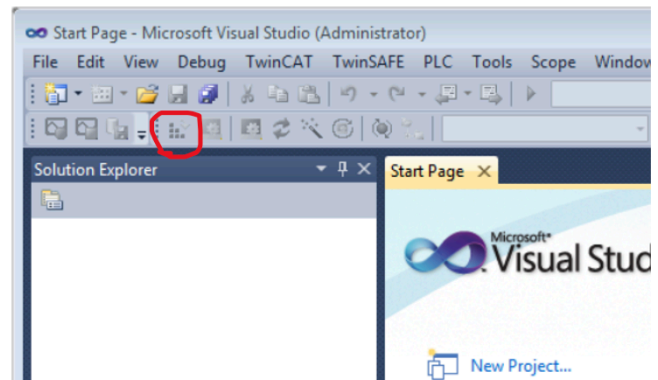 Start Page - Microsoft Visual Studio (Administrator)
File Edit View Debug TwinCAT TwinSAFE PLC Tools Scope Window
Solution Explorer
Start Page
Microsoft
Visual Stud
New Project...